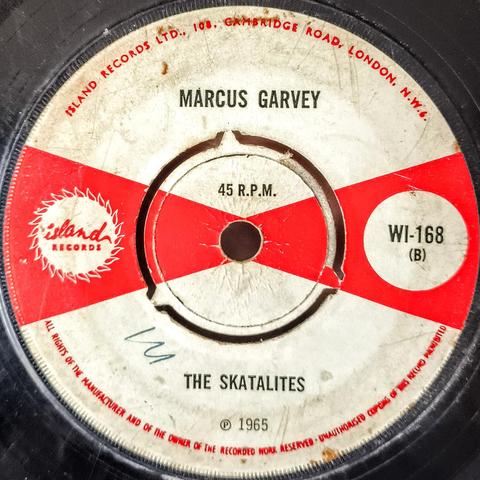 ISLAND RECORDS LTD., 108, CAMBRIDGE ROAD, LONDON, N.W.6.
MARCUS GARVEY
45 R.P.M.
island
RECORDS
WI-168
(B)
THE SKATALITES
℗ 1965
ALL RIGHTS OF THE MANUFACTURER AND OF THE OWNER OF THE RECORDED WORK RESERVED - UNAUTHORISED COPYING OF THIS RECORD PROHIBITED